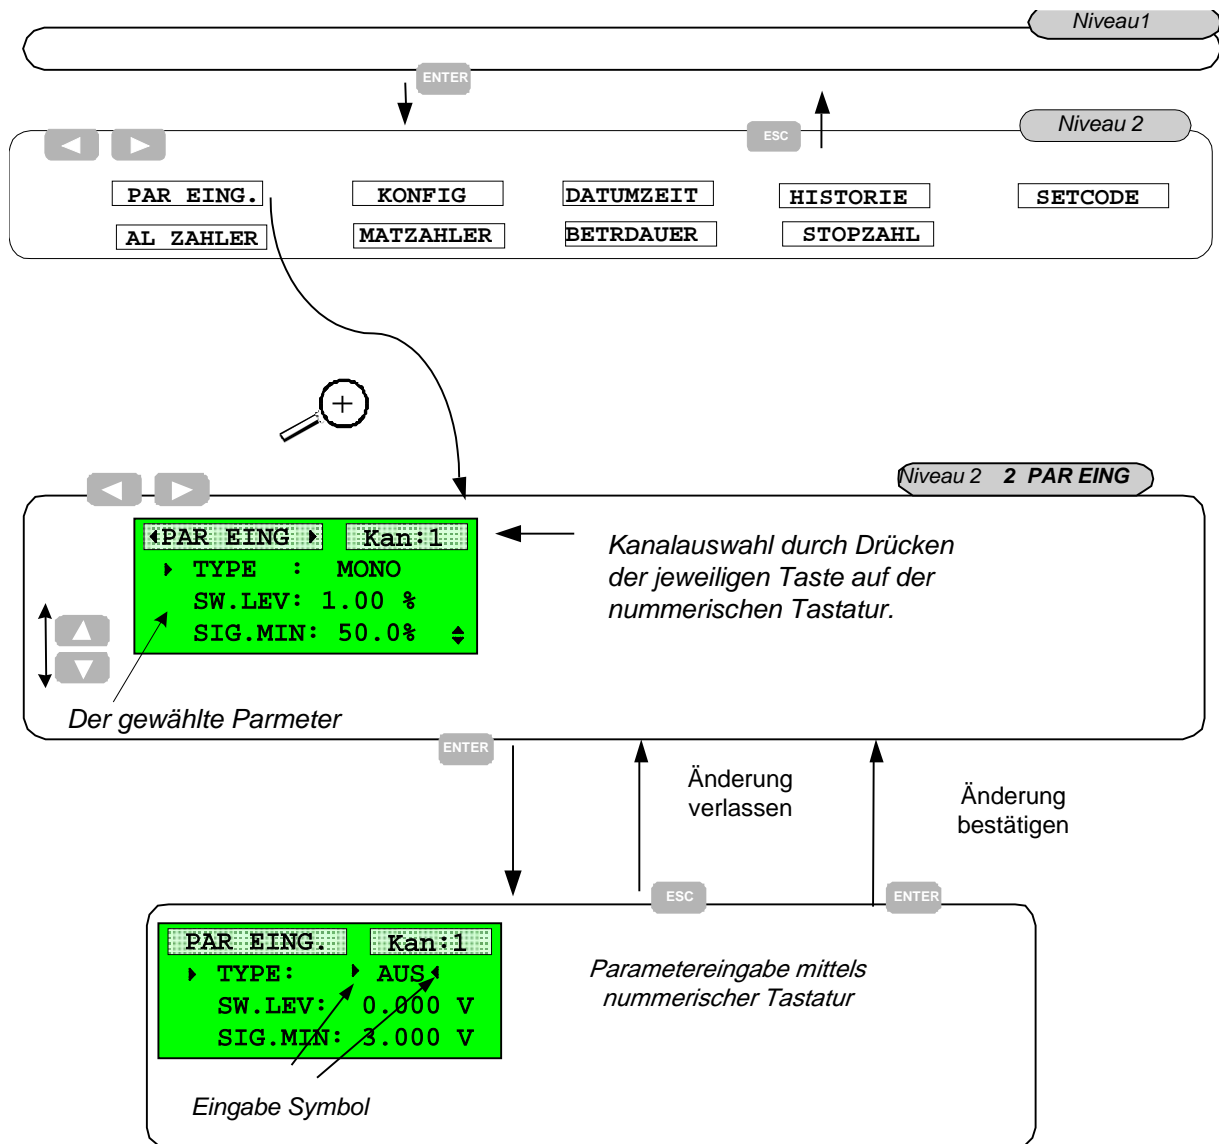 Niveau1
ENTER
ESC
Niveau 2
PAR EING.
KONFIG
DATUMZEIT
HISTORIE
SETCODE
AL ZAHLER
MATZAHLER
BETRDAUER
STOPZAHL
Niveau 2 2 PAR EING
PAR EING Kan:1
TYPE : MONO
SW.LEV: 1.00 %
SIG.MIN: 50.0%
Kanalauswahl durch Drücken
der jeweiligen Taste auf der
nummerischen Tastatur.
Der gewählte Parmeter
ENTER
Änderung
verlassen
Änderung
bestätigen
ESC
ENTER
PAR EING. Kan:1
TYPE: AUS
SW.LEV: 0.000 V
SIG.MIN: 3.000 V
Parametereingabe mittels
nummerischer Tastatur
Eingabe Symbol